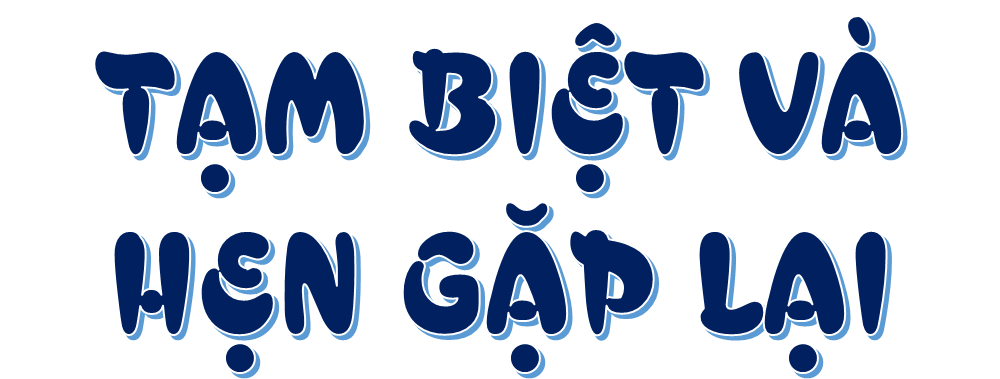 TẠM BIỆT VÀ
HẸN GẶP LẠI